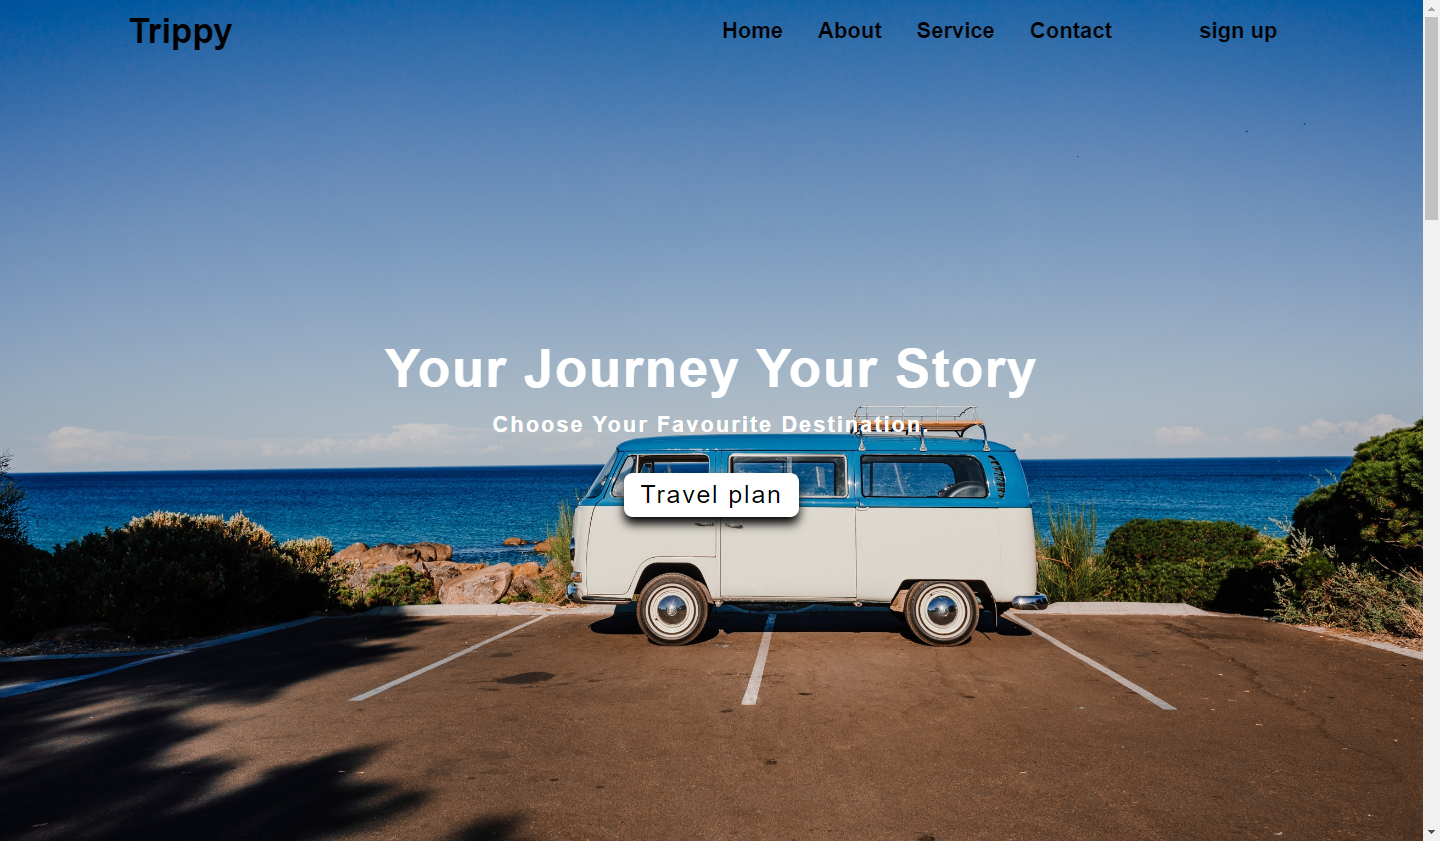 Trippy
Home About Service Contact sign up
Your Journey Your Story
Choose Your Favourite Destination.
Travel plan